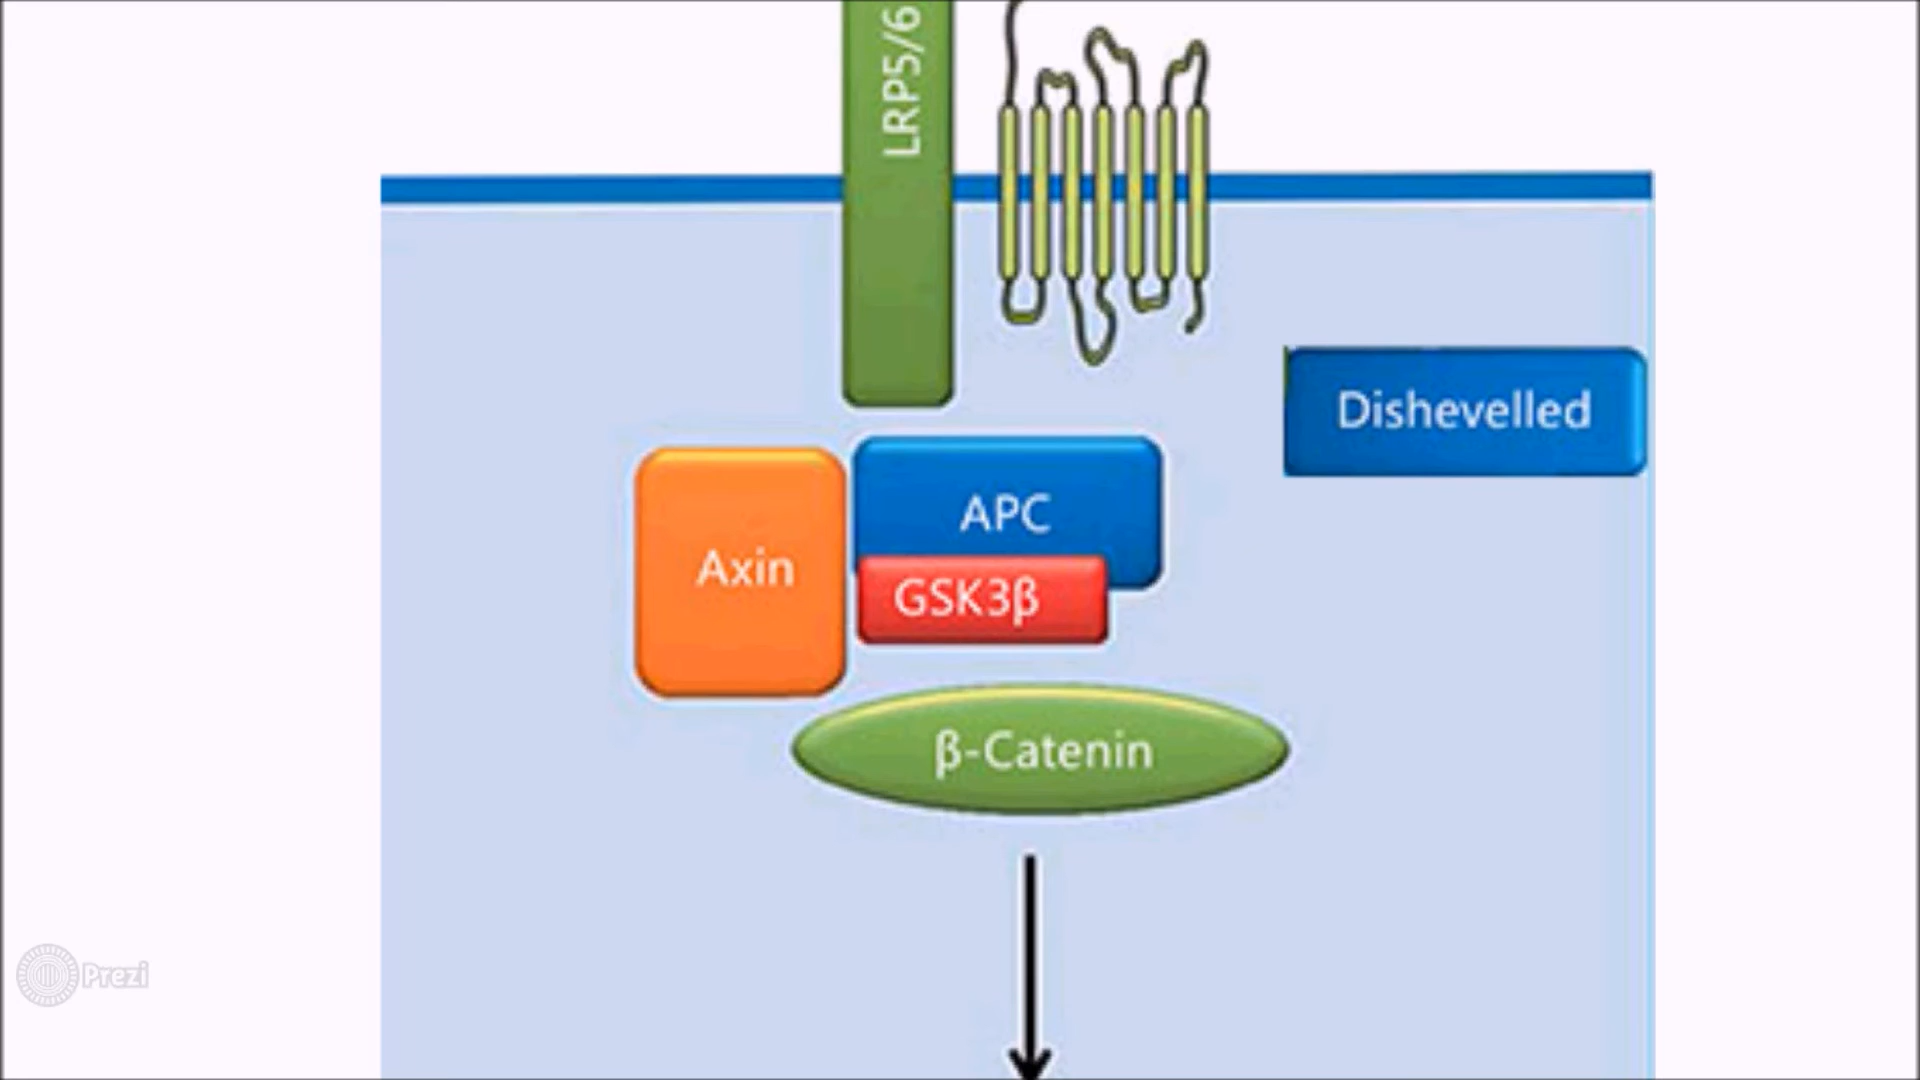 LRP5/6
Dishevelled
APC
Axin
GSK3β
β-Catenin
Prezi